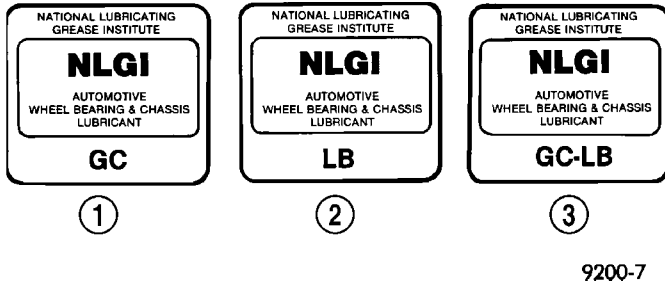 NATIONAL LUBRICATING
GREASE INSTITUTE
NLGI
AUTOMOTIVE
WHEEL BEARING & CHASSIS
LUBRICANT
GC
1
NATIONAL LUBRICATING
GREASE INSTITUTE
NLGI
AUTOMOTIVE
WHEEL BEARING & CHASSIS
LUBRICANT
LB
2
NATIONAL LUBRICATING
GREASE INSTITUTE
NLGI
AUTOMOTIVE
WHEEL BEARING & CHASSIS
LUBRICANT
GC-LB
3
9200-7